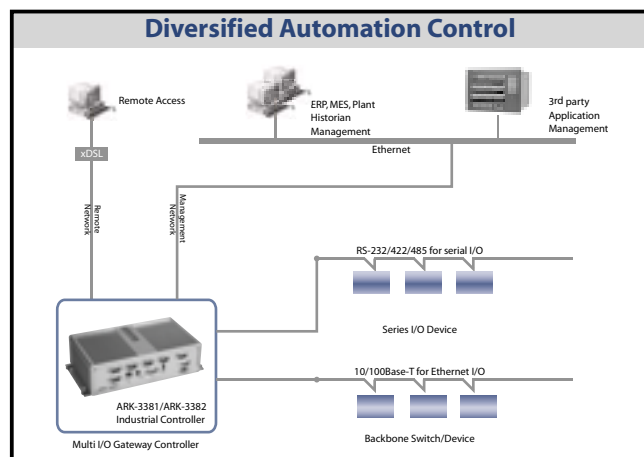 Diversified Automation Control
Remote Access
ERP, MES, Plant
Historian
Management
3rd party
Application
Management
Ethernet
xDSL
Remote
Network
Management
Network
RS-232/422/485 for serial I/O
Series I/O Device
10/100Base-T for Ethernet I/O
ARK-3381/ARK-3382
Industrial Controller
Multi I/O Gateway Controller
Backbone Switch/Device